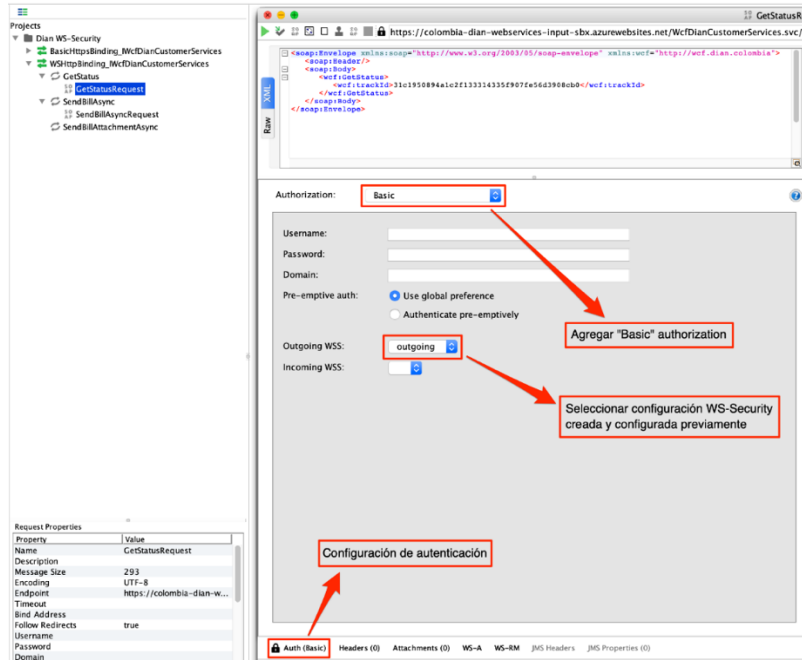 Projects
Dian WS-Security
BasicHttpsBinding_IWcfDianCustomerServices
WSHttpBinding_IWcfDianCustomerServices
GetStatus
GetStatusRequest
SendBillAsync
SendBillAsyncRequest
SendBillAttachmentAsync
Request Properties
Property Value
Name GetStatusRequest
Description
Message Size 293
Encoding UTF-8
Endpoint https://colombia-dian-w...
Timeout
Bind Address
Follow Redirects true
Username
Password
Domain
GetStatusR
https://colombia-dian-webservices-input-sbx.azurewebsites.net/WcfDianCustomerServices.svc/
XML
Raw
<soap:Envelope xmlns:soap="http://www.w3.org/2003/05/soap-envelope" xmlns:wcf="http://wcf.dian.colombia">
<soap:Header/>
<soap:Body>
<wcf:GetStatus>
<wcf:trackId>31c1950894a1c2f133314335f907fe56d3908cb0</wcf:trackId>
</wcf:GetStatus>
</soap:Body>
</soap:Envelope>
Authorization: Basic
Username:
Password:
Domain:
Pre-emptive auth: Use global preference
Authenticate pre-emptively
Outgoing WSS: outgoing
Incoming WSS:
Agregar "Basic" authorization
Seleccionar configuración WS-Security
creada y configurada previamente
Configuración de autenticación
Auth (Basic) Headers (0) Attachments (0) WS-A WS-RM JMS Headers JMS Properties (0)